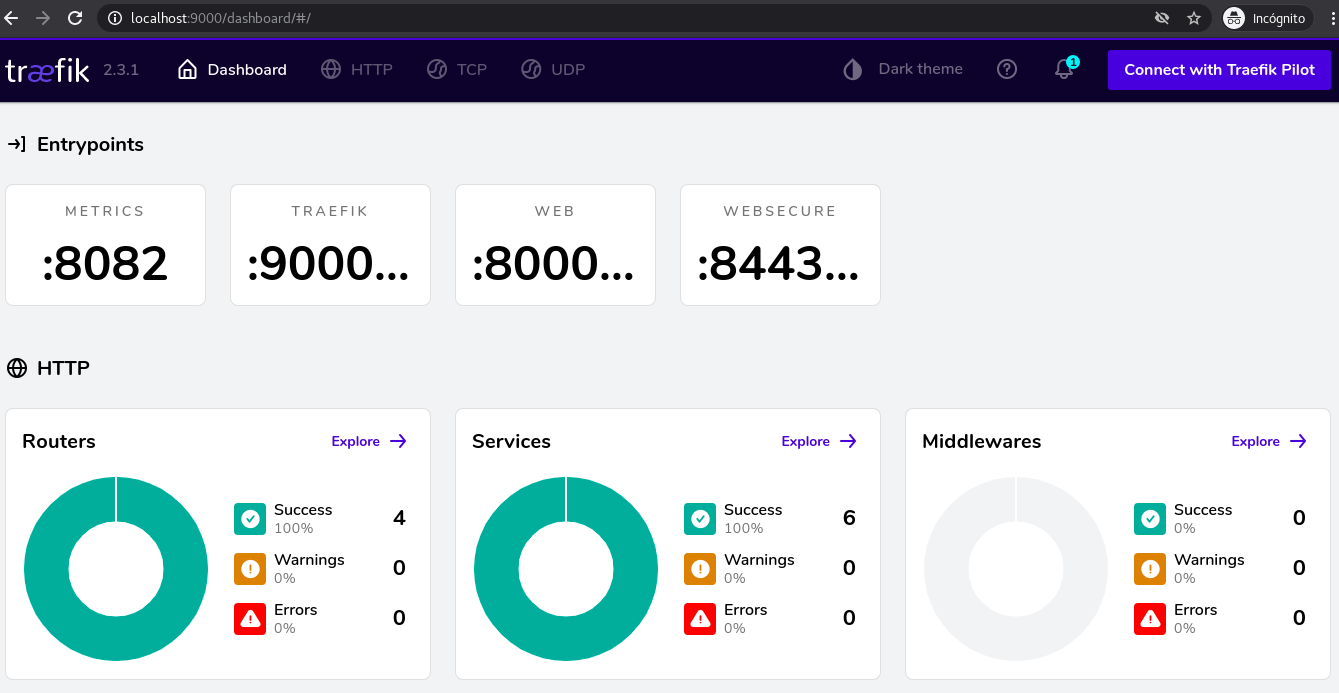 localhost:9000/dashboard/#/
Incógnito
træfik 2.3.1 Dashboard HTTP TCP UDP Dark theme 1 Connect with Traefik Pilot
Entrypoints
METRICS TRAEFIK WEB WEBSECURE
:8082 :9000... :8000... :8443...
HTTP
Routers Explore
Success 4
100%
Warnings 0
0%
Errors 0
0%
Services Explore
Success 6
100%
Warnings 0
0%
Errors 0
0%
Middlewares Explore
Success 0
0%
Warnings 0
0%
Errors 0
0%